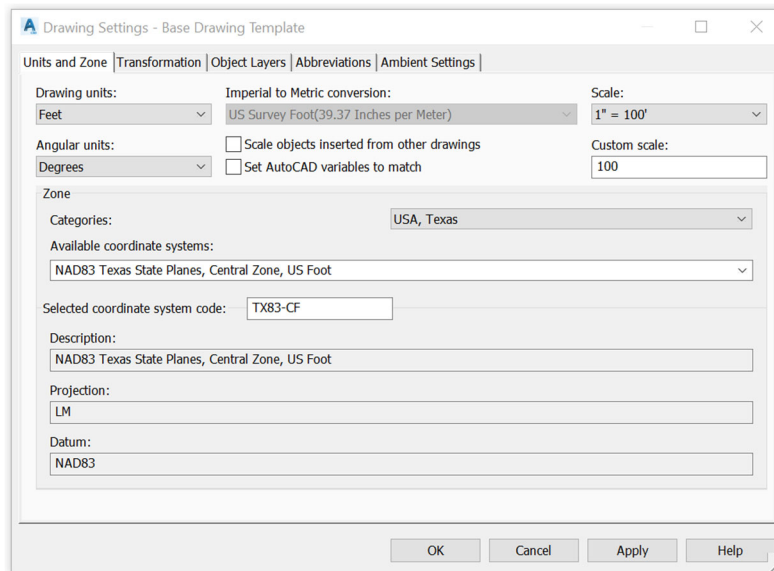 Drawing Settings - Base Drawing Template
Units and Zone Transformation Object Layers Abbreviations Ambient Settings
Drawing units: Imperial to Metric conversion: Scale:
Feet US Survey Foot(39.37 Inches per Meter) 1" = 100'
Angular units: Scale objects inserted from other drawings Custom scale:
Degrees Set AutoCAD variables to match 100
Zone
Categories: USA, Texas
Available coordinate systems:
NAD83 Texas State Planes, Central Zone, US Foot
Selected coordinate system code: TX83-CF
Description:
NAD83 Texas State Planes, Central Zone, US Foot
Projection:
LM
Datum:
NAD83
OK Cancel Apply Help